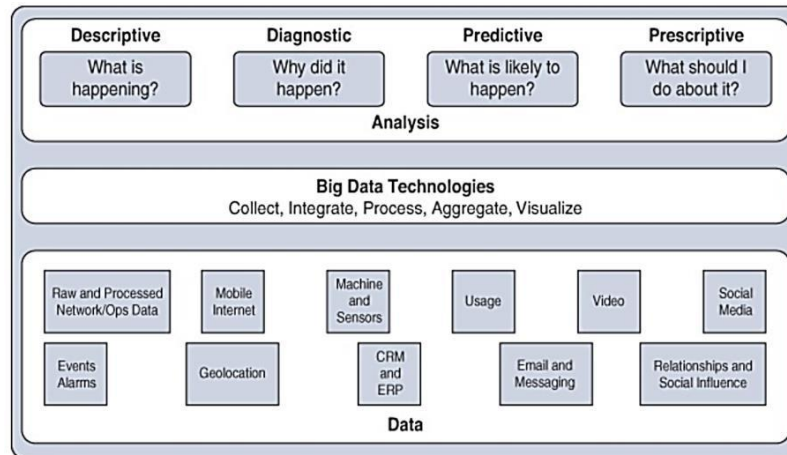 Descriptive
What is
happening?
Diagnostic
Why did it
happen?
Predictive
What is likely to
happen?
Prescriptive
What should I
do about it?
Analysis
Big Data Technologies
Collect, Integrate, Process, Aggregate, Visualize
Raw and Processed
Network/Ops Data
Mobile
Internet
Machine
and
Sensors
Usage
Video
Social
Media
Events
Alarms
Geolocation
CRM
and
ERP
Email and
Messaging
Relationships and
Social Influence
Data